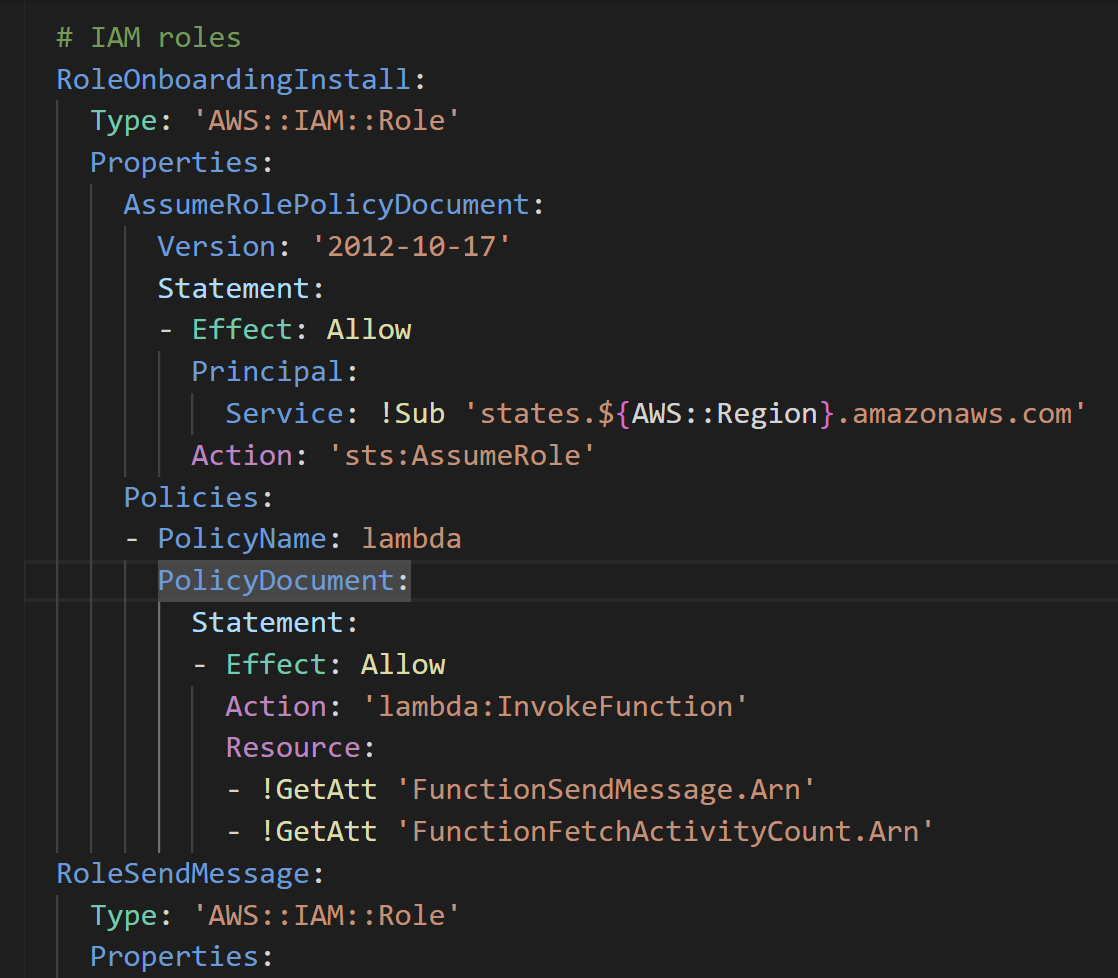 # IAM roles
RoleOnboardingInstall:
  Type: 'AWS::IAM::Role'
  Properties:
    AssumeRolePolicyDocument:
      Version: '2012-10-17'
      Statement:
      - Effect: Allow
        Principal:
          Service: !Sub 'states.${AWS::Region}.amazonaws.com'
        Action: 'sts:AssumeRole'
    Policies:
    - PolicyName: lambda
      PolicyDocument:
        Statement:
        - Effect: Allow
          Action: 'lambda:InvokeFunction'
          Resource:
          - !GetAtt 'FunctionSendMessage.Arn'
          - !GetAtt 'FunctionFetchActivityCount.Arn'
RoleSendMessage:
  Type: 'AWS::IAM::Role'
  Properties: